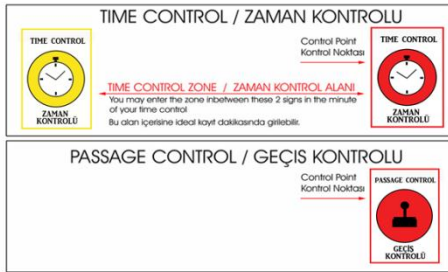 TIME CONTROL / ZAMAN KONTROLU
TIME CONTROL
ZAMAN
KONTROLÜ
Control Point
Kontrol Noktası
TIME CONTROL
ZAMAN
KONTROLÜ
TIME CONTROL ZONE / ZAMAN KONTROL ALANI
You may enter the zone inbetween these 2 signs in the minute
of your time control
Bu alan içerisine ideal kayıt dakikasında girilebilir.
PASSAGE CONTROL / GEÇIS KONTROLU
Control Point
Kontrol Noktası
PASSAGE CONTROL
GEÇİS
KONTROLÜ